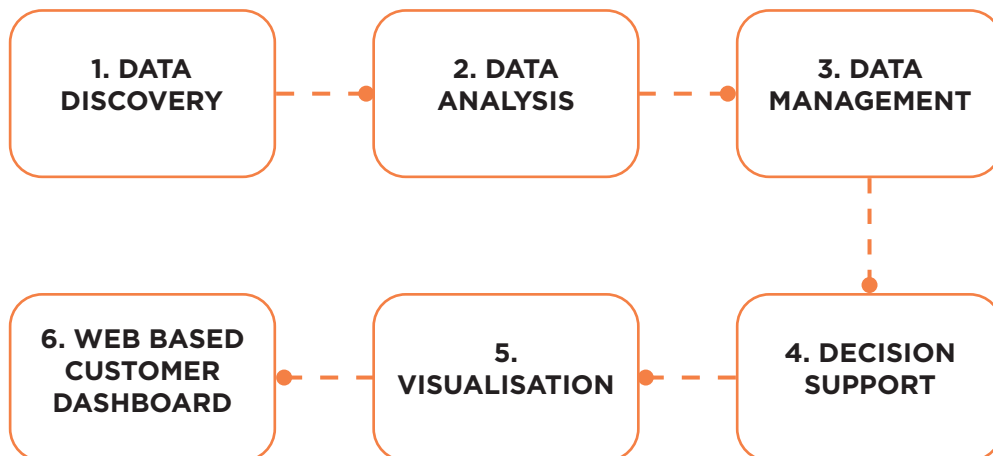 1. DATA
DISCOVERY
2. DATA
ANALYSIS
3. DATA
MANAGEMENT
4. DECISION
SUPPORT
5.
VISUALISATION
6. WEB BASED
CUSTOMER
DASHBOARD